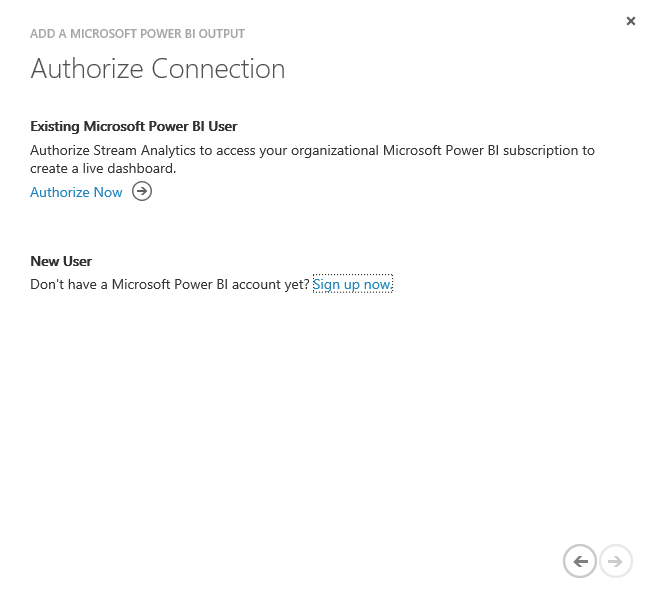 ADD A MICROSOFT POWER BI OUTPUT
Authorize Connection
Existing Microsoft Power BI User
Authorize Stream Analytics to access your organizational Microsoft Power BI subscription to
create a live dashboard.
Authorize Now
New User
Don't have a Microsoft Power BI account yet? Sign up now.